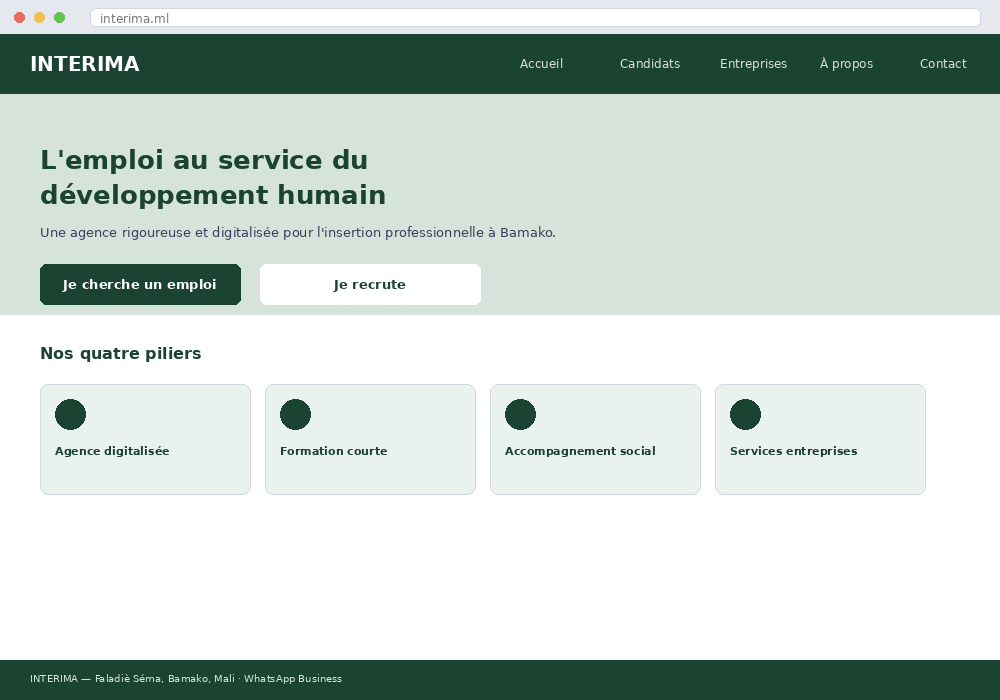 interima.ml
INTERIMA
Accueil
Candidats
Entreprises
À propos
Contact
L'emploi au service du
développement humain
Une agence rigoureuse et digitalisée pour l'insertion professionnelle à Bamako.
Je cherche un emploi
Je recrute
Nos quatre piliers
Agence digitalisée
Formation courte
Accompagnement social
Services entreprises
INTERIMA — Faladiè Séma, Bamako, Mali · WhatsApp Business